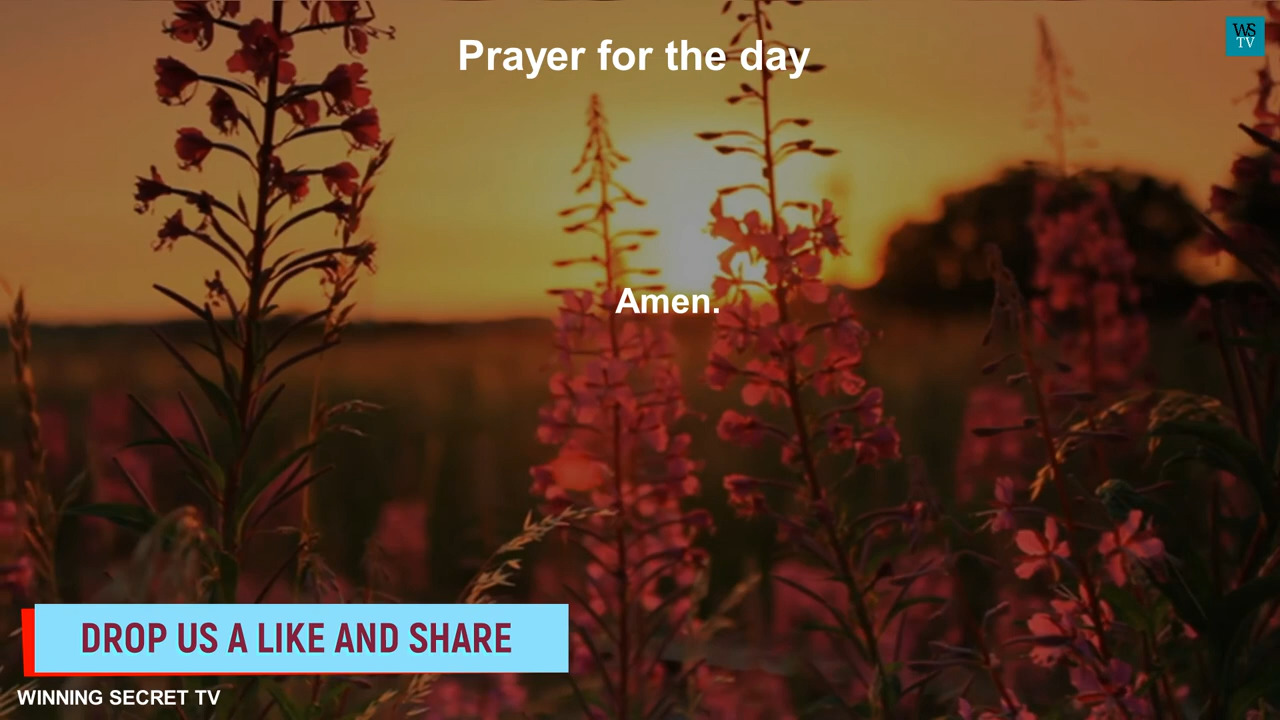 Prayer for the day
WS
TV
Amen.
DROP US A LIKE AND SHARE
WINNING SECRET TV